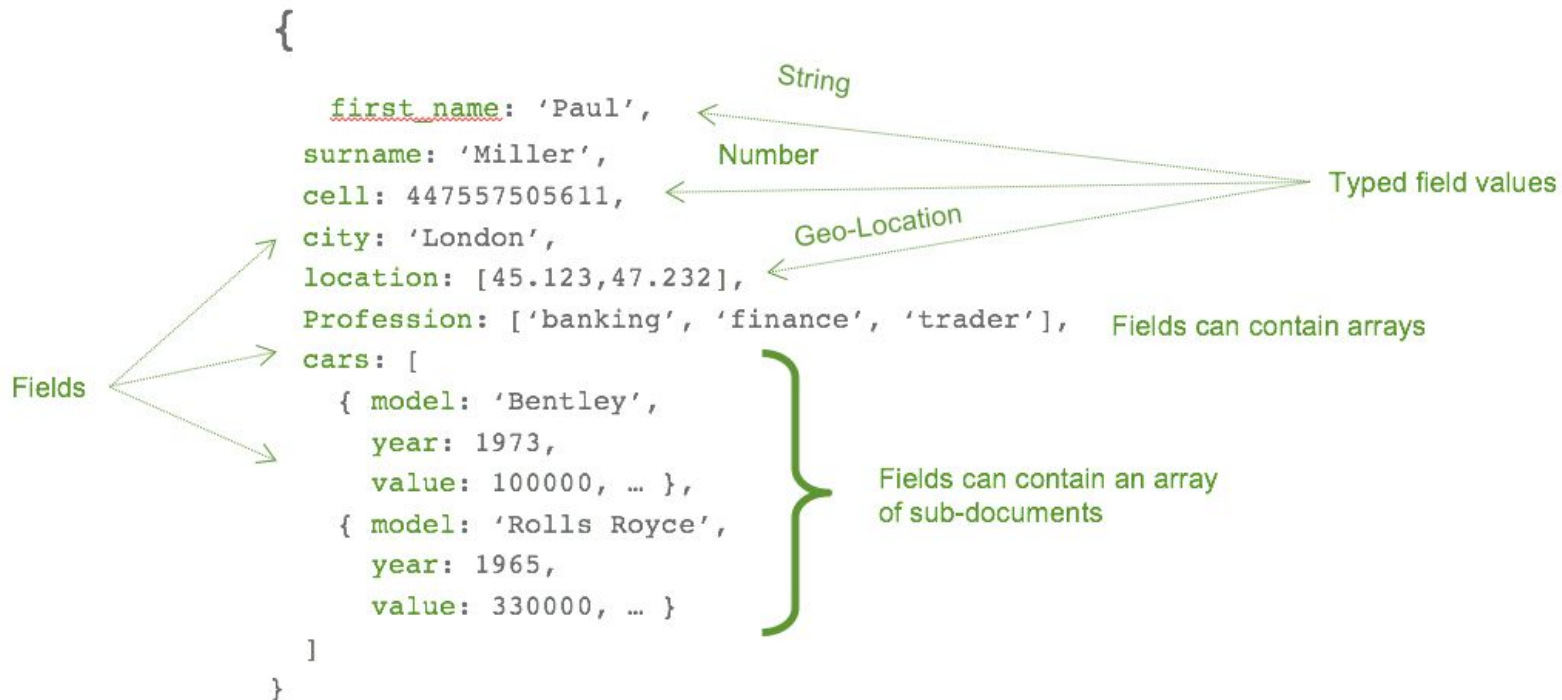 {
first_name: ‘Paul’,
String
surname: ‘Miller’,
Number
cell: 447557505611,
Typed field values
city: ‘London’,
Geo-Location
location: [45.123,47.232],
Profession: [‘banking’, ‘finance’, ‘trader’],
Fields can contain arrays
cars: [
Fields
{ model: ‘Bentley’,
year: 1973,
value: 100000, … },
Fields can contain an array
of sub-documents
{ model: ‘Rolls Royce’,
year: 1965,
value: 330000, … }
]
}